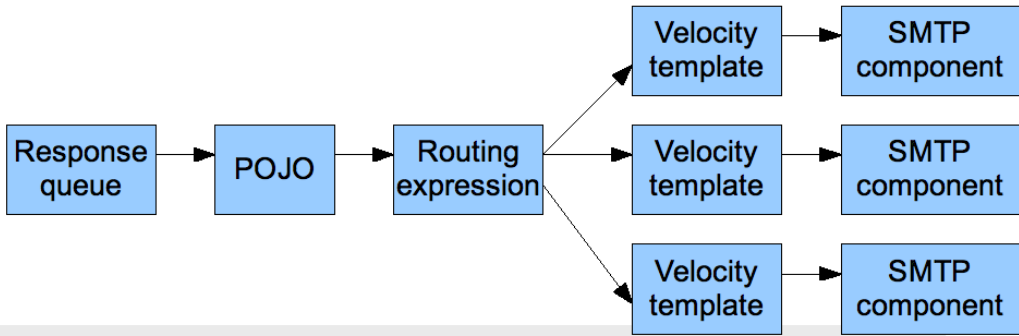 Velocity
template
SMTP
component
Response
queue
POJO
Routing
expression
Velocity
template
SMTP
component
Velocity
template
SMTP
component